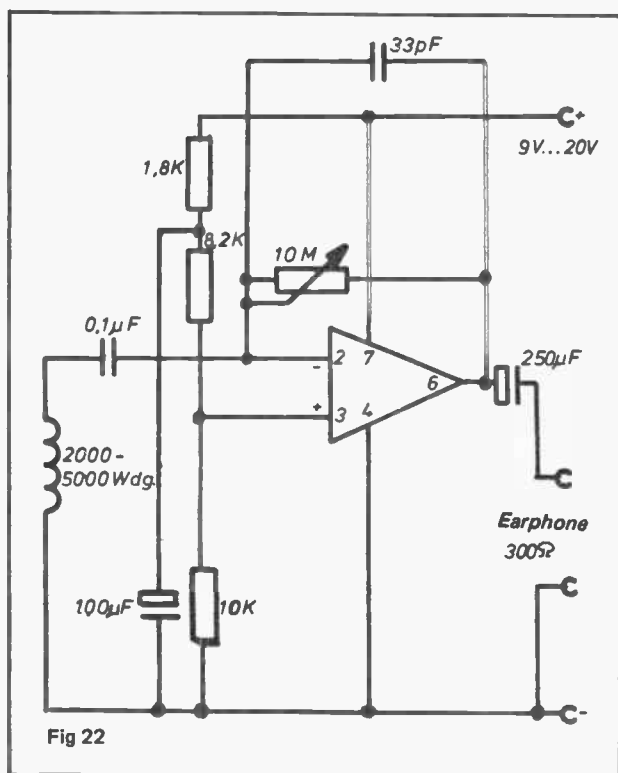 33pF
+
9V...20V
1,8K
8,2K
10M
0,1µF
2
7
6
-
+
3
4
250µF
2000-
5000Wdg.
Earphone
300Ω
100µF
10K
-
Fig 22